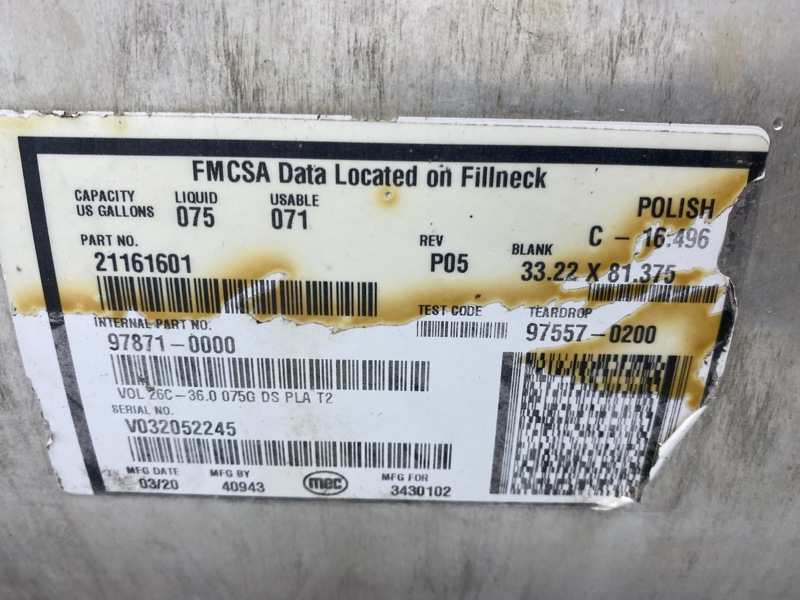 FMCSA Data Located on Fillneck
CAPACITY US GALLONS
LIQUID 075
USABLE 071
POLISH
C - 16.496
PART NO.
21161601
REV
P05
BLANK
33.22 X 81.375
INTERNAL PART NO.
97871-0000
TEST CODE
TEARDROP
97557-0200
VOL 26C-36.0 075G DS PLA T2
SERIAL NO.
V032052245
MFG DATE
03/20
MFG BY
40943
mec
MFG FOR
3430102